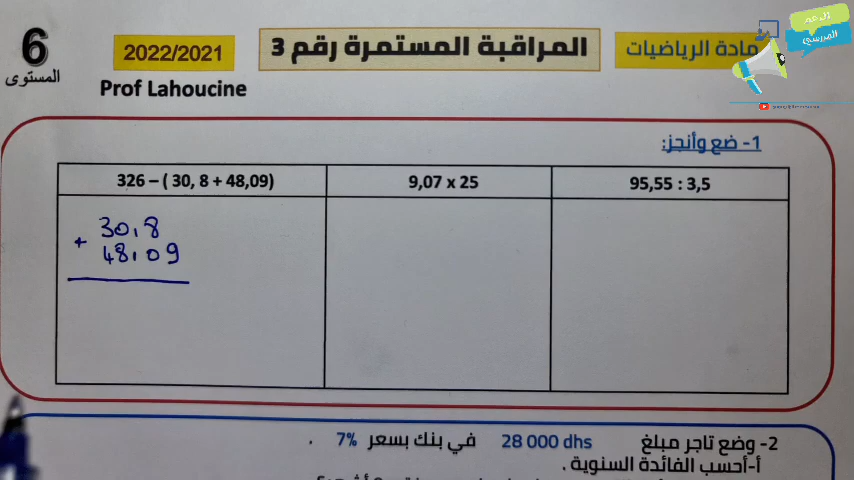 6
المستوى
2022/2021
المراقبة المستمرة رقم 3
مادة الرياضيات
الدعم
المدرسي
Prof Lahoucine
1- ضع وأنجز:
326 – ( 30, 8 + 48,09)
9,07 x 25
95,55 : 3,5
30,8
+ 48,09
2- وضع تاجر مبلغ 28 000 dhs في بنك بسعر 7% .
أ-أحسب الفائدة السنوية .